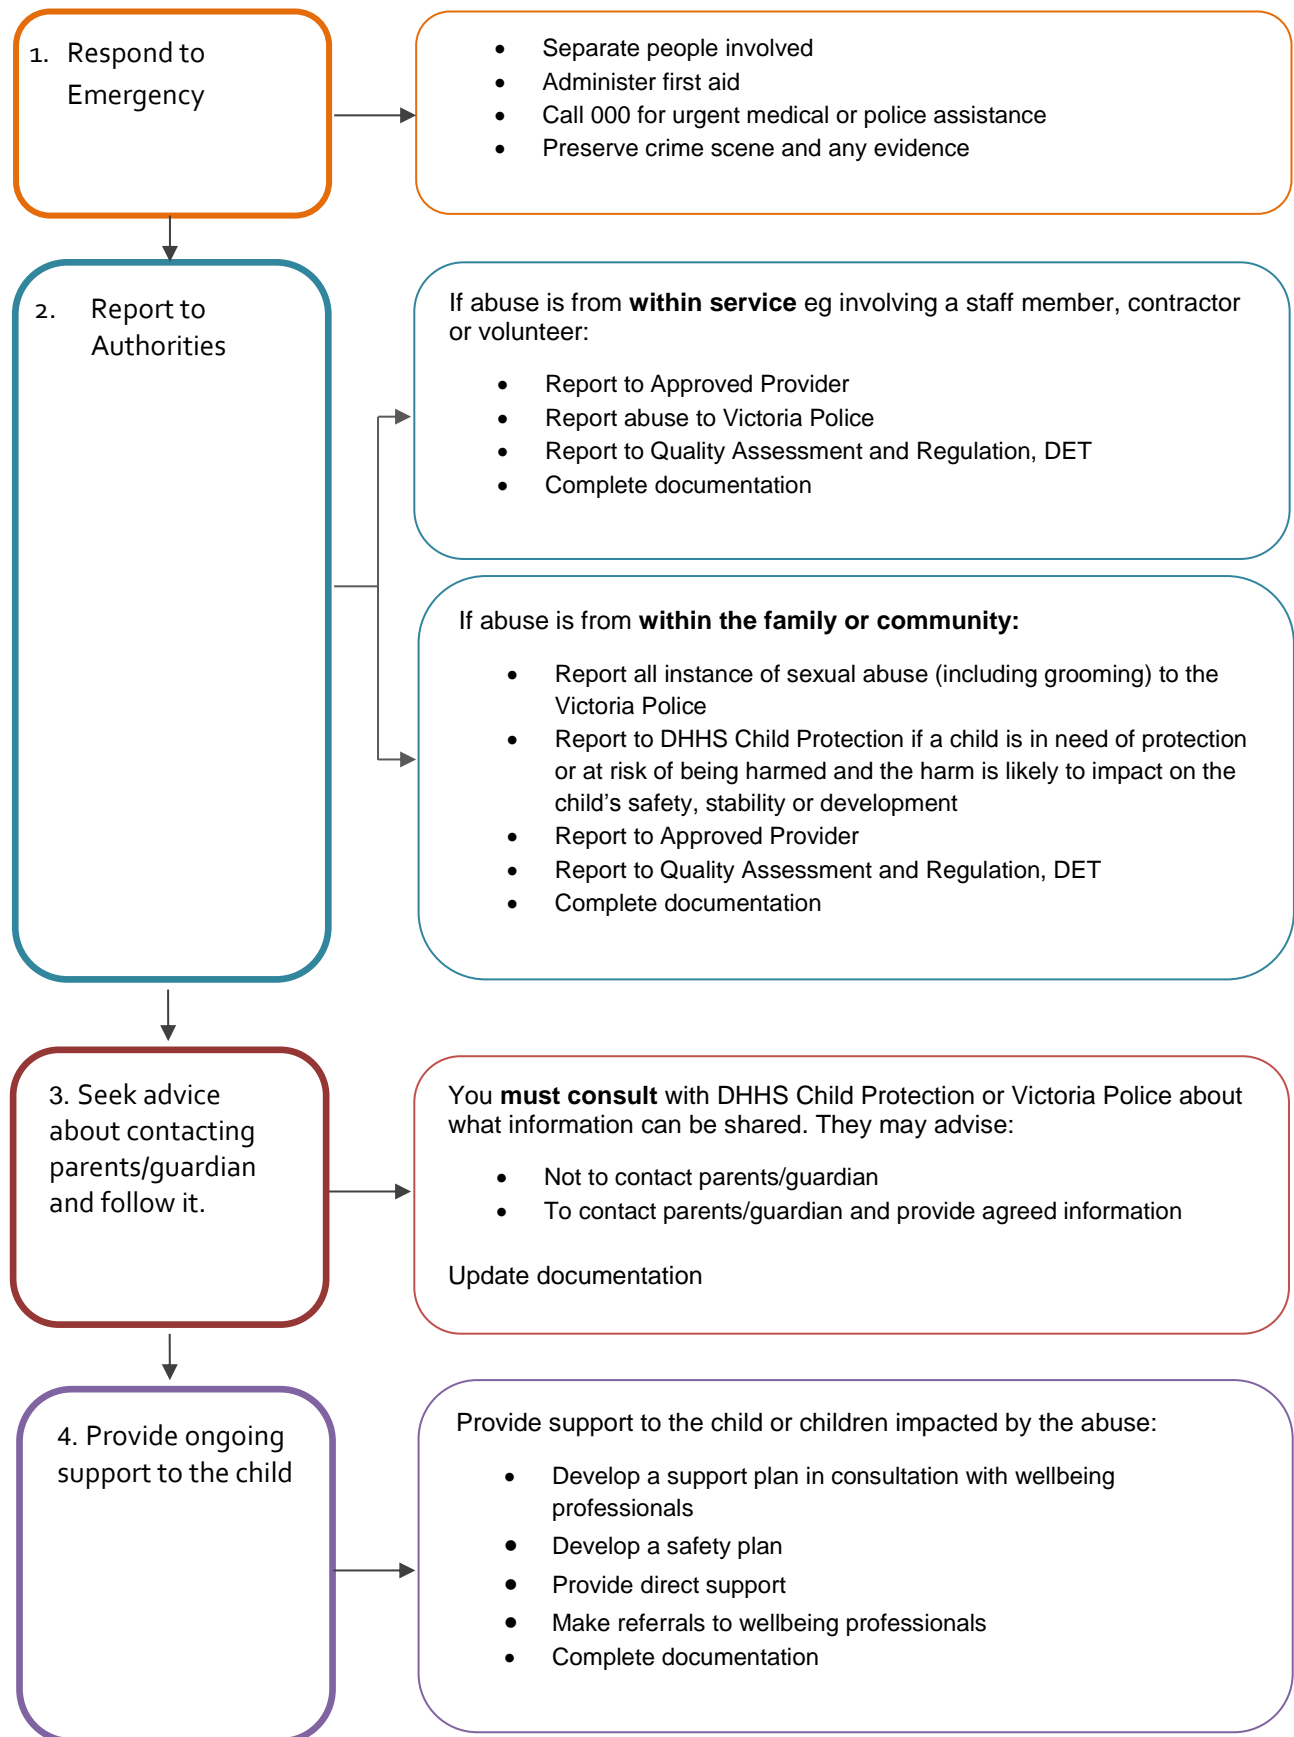 1. Respond to
Emergency
• Separate people involved
• Administer first aid
• Call 000 for urgent medical or police assistance
• Preserve crime scene and any evidence
2. Report to
Authorities
If abuse is from within service eg involving a staff member, contractor
or volunteer:
• Report to Approved Provider
• Report abuse to Victoria Police
• Report to Quality Assessment and Regulation, DET
• Complete documentation
If abuse is from within the family or community:
• Report all instance of sexual abuse (including grooming) to the
Victoria Police
• Report to DHHS Child Protection if a child is in need of protection
or at risk of being harmed and the harm is likely to impact on the
child’s safety, stability or development
• Report to Approved Provider
• Report to Quality Assessment and Regulation, DET
• Complete documentation
3. Seek advice
about contacting
parents/guardian
and follow it.
You must consult with DHHS Child Protection or Victoria Police about
what information can be shared. They may advise:
• Not to contact parents/guardian
• To contact parents/guardian and provide agreed information
Update documentation
4. Provide ongoing
support to the child
Provide support to the child or children impacted by the abuse:
• Develop a support plan in consultation with wellbeing
professionals
• Develop a safety plan
• Provide direct support
• Make referrals to wellbeing professionals
• Complete documentation